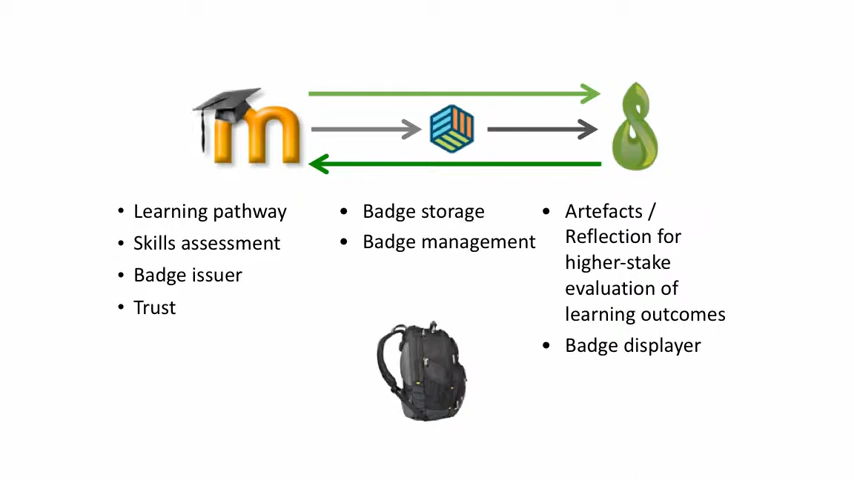 m
• Learning pathway
• Skills assessment
• Badge issuer
• Trust
• Badge storage
• Badge management
• Artefacts /
Reflection for
higher-stake
evaluation of
learning outcomes
• Badge displayer